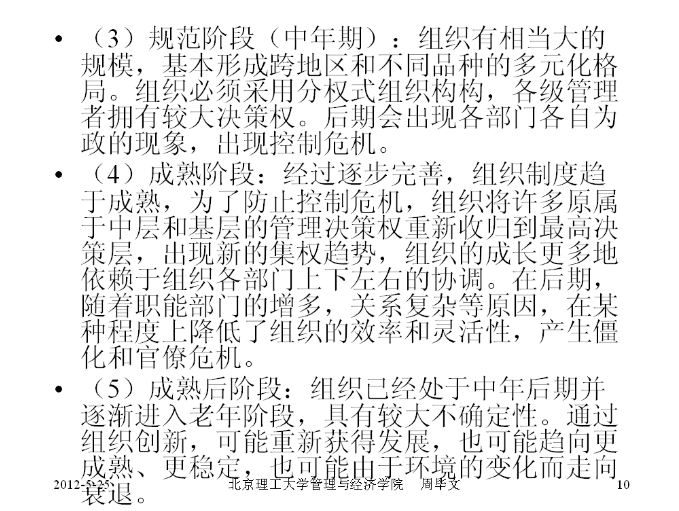 • （3）规范阶段（中年期）：组织有相当大的
规模，基本形成跨地区和不同品种的多元化格
局。组织必须采用分权式组织构构，各级管理
者拥有较大决策权。后期会出现各部门各自为
政的现象，出现控制危机。
• （4）成熟阶段：经过逐步完善，组织制度趋
于成熟，为了防止控制危机，组织将许多原属
于中层和基层的管理决策权重新收归到最高决
策层，出现新的集权趋势，组织的成长更多地
依赖于组织各部门上下左右的协调。在后期，
随着职能部门的增多，关系复杂等原因，在某
种程度上降低了组织的效率和灵活性，产生僵
化和官僚危机。
• （5）成熟后阶段：组织已经处于中年后期并
逐渐进入老年阶段，具有较大不确定性。通过
组织创新，可能重新获得发展，也可能趋向更
成熟、更稳定，也可能由于环境的变化而走向
衰退。
2012-5-25 北京理工大学管理与经济学院 周毕文 10